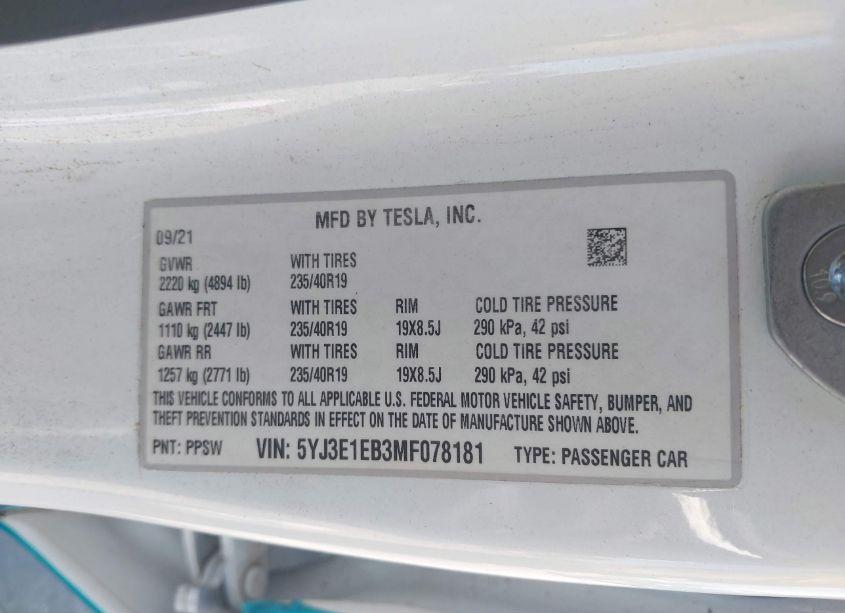 MFD BY TESLA, INC.
09/21
GVWR WITH TIRES
2220 kg (4894 lb) 235/40R19
GAWR FRT WITH TIRES RIM COLD TIRE PRESSURE
1110 kg (2447 lb) 235/40R19 19X8.5J 290 kPa, 42 psi
GAWR RR WITH TIRES RIM COLD TIRE PRESSURE
1257 kg (2771 lb) 235/40R19 19X8.5J 290 kPa, 42 psi
THIS VEHICLE CONFORMS TO ALL APPLICABLE U.S. FEDERAL MOTOR VEHICLE SAFETY, BUMPER, AND
THEFT PREVENTION STANDARDS IN EFFECT ON THE DATE OF MANUFACTURE SHOWN ABOVE.
PNT: PPSW VIN: 5YJ3E1EB3MF078181 TYPE: PASSENGER CAR